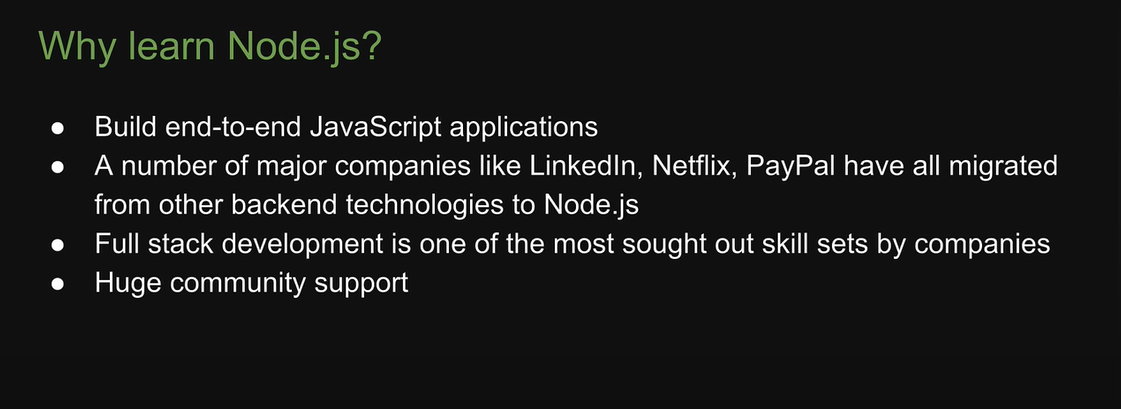 Why learn Node.js?
● Build end-to-end JavaScript applications
● A number of major companies like LinkedIn, Netflix, PayPal have all migrated
from other backend technologies to Node.js
● Full stack development is one of the most sought out skill sets by companies
● Huge community support